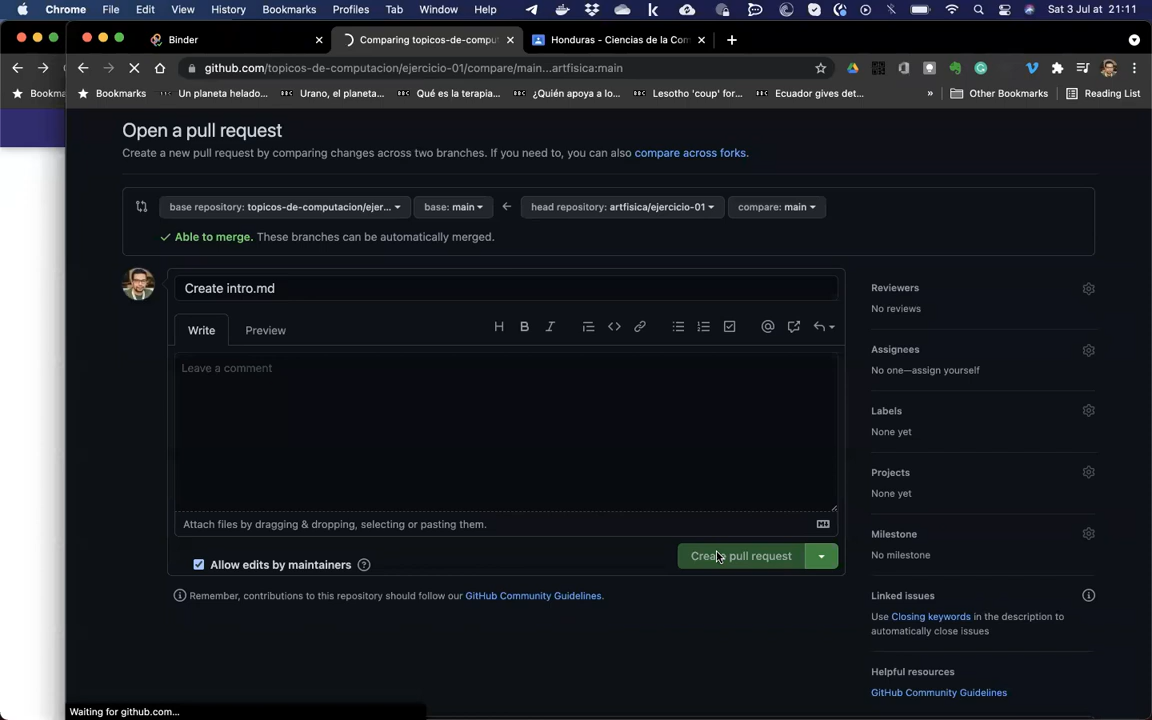 Chrome File Edit View History Bookmarks Profiles Tab Window Help Sat 3 Jul at 21:11
Binder
Comparing topicos-de-comput
Honduras - Ciencias de la Com
github.com/topicos-de-computacion/ejercicio-01/compare/main...artfisica:main
Bookma
Bookmarks
BBC Un planeta helado...
BBC Urano, el planeta...
BBC Qué es la terapia...
BBC ¿Quién apoya a lo...
BBC Lesotho 'coup' for...
BBC Ecuador gives det...
» Other Bookmarks
Reading List
Open a pull request
Create a new pull request by comparing changes across two branches. If you need to, you can also compare across forks.
base repository: topicos-de-computacion/ejer... base: main ← head repository: artfisica/ejercicio-01 compare: main
✓ Able to merge. These branches can be automatically merged.
Create intro.md
Write Preview
Leave a comment
Attach files by dragging & dropping, selecting or pasting them.
Allow edits by maintainers
Create pull request
Remember, contributions to this repository should follow our GitHub Community Guidelines.
Reviewers
No reviews
Assignees
No one—assign yourself
Labels
None yet
Projects
None yet
Milestone
No milestone
Linked issues
Use Closing keywords in the description to
automatically close issues
Helpful resources
GitHub Community Guidelines
Waiting for github.com...